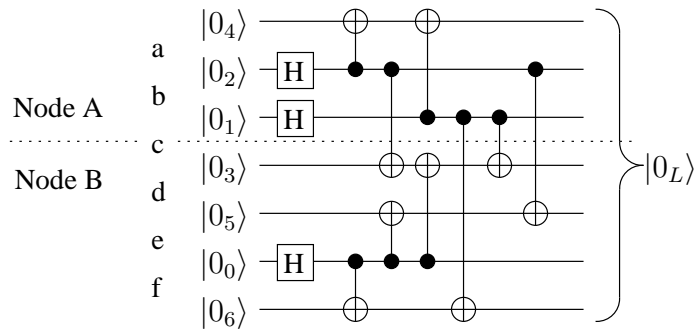 |0₄⟩
a
|0₂⟩ H
Node A b
|0₁⟩ H
c
Node B |0₃⟩ |0_L⟩
d
|0₅⟩
e
|0₀⟩ H
f
|0₆⟩